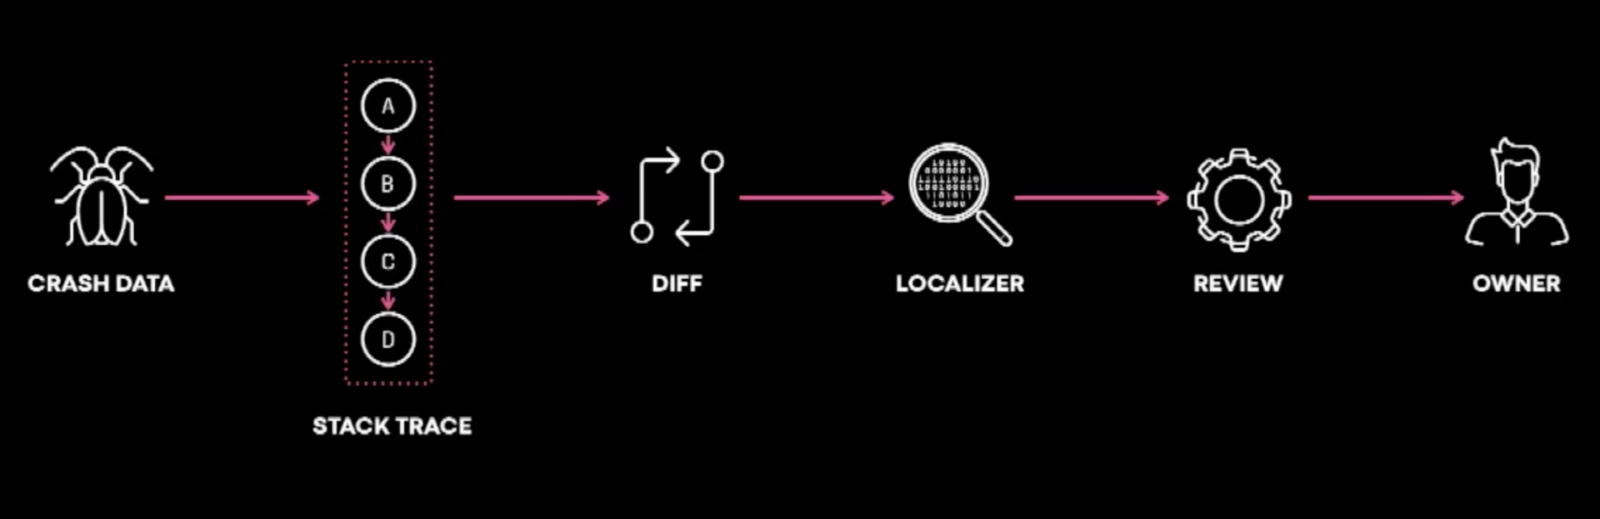 CRASH DATA
A
B
C
D
STACK TRACE
DIFF
LOCALIZER
REVIEW
OWNER